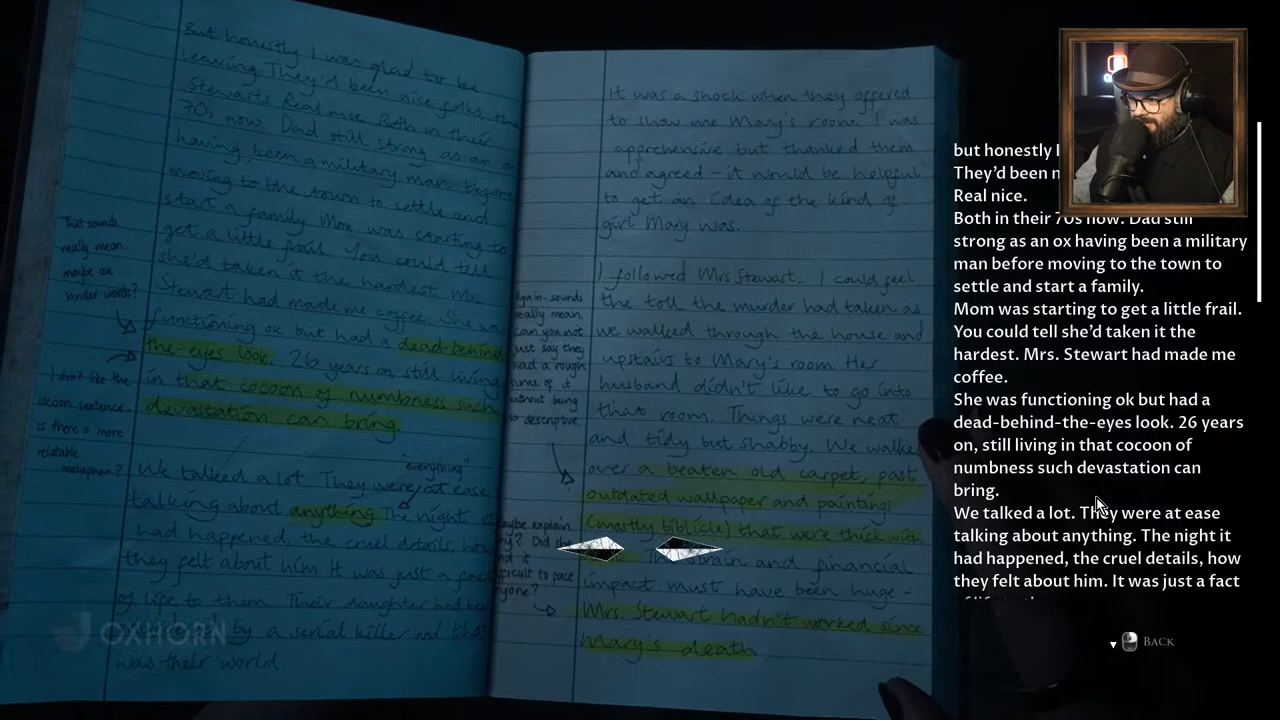 But honestly I was glad to be
leaving They'd been nice folks, the
Stewarts. Real nice. Both in their
70s now. Dad still strong as an
having been a military man before
moving to the town to settle and
start a family Mom was starting to
get a little frail. You could tell
she'd taken it the hardest. Mrs.
Stewart had made me coffee. She was
functioning ok but had a dead-behind
the-eyes look. 26 years on, still living
in that cocoon of numbness such
devastation can bring.
We talked a lot. They were at ease
"everything"
talking about anything. The night it
had happened, the cruel details, how
they felt about him. It was just a fact
of life to them. Their daughter had been
by a serial killer and that
was their world.
That sounds
really mean.
maybe use
kinder words?
I don't like the
cocoon sentence.
is there a more
relatable
metaphor?
It was a shock when they offered
to show me Mary's room. I was
apprehensive but thanked them
and agreed - it would be helpful
to get an idea of the kind of
girl Mary was.
I followed Mrs. Stewart. I could feel
the toll the murder had taken as
we walked through the house and
upstairs to Mary's room. Her
husband didn't like to go into
that room. Things were neat
and tidy but shabby. We walked
over a beaten old carpet, past
outdated wallpaper and paintings
(mostly biblicle) that were thick with
strain and financial
impact must have been huge -
Mrs. Stewart hadn't worked since
Mary's death
Again - sounds
really mean.
Can you not
just say they
had a rough
time of it
without being
so descriptive.
maybe explain
? Did she
it
difficult to face
anyone?
but honestly I
They'd been n
Real nice.
Both in their 70s now. Dad still
strong as an ox having been a military
man before moving to the town to
settle and start a family.
Mom was starting to get a little frail.
You could tell she'd taken it the
hardest. Mrs. Stewart had made me
coffee.
She was functioning ok but had a
dead-behind-the-eyes look. 26 years
on, still living in that cocoon of
numbness such devastation can
bring.
We talked a lot. They were at ease
talking about anything. The night it
had happened, the cruel details, how
they felt about him. It was just a fact
BACK
OXHORN